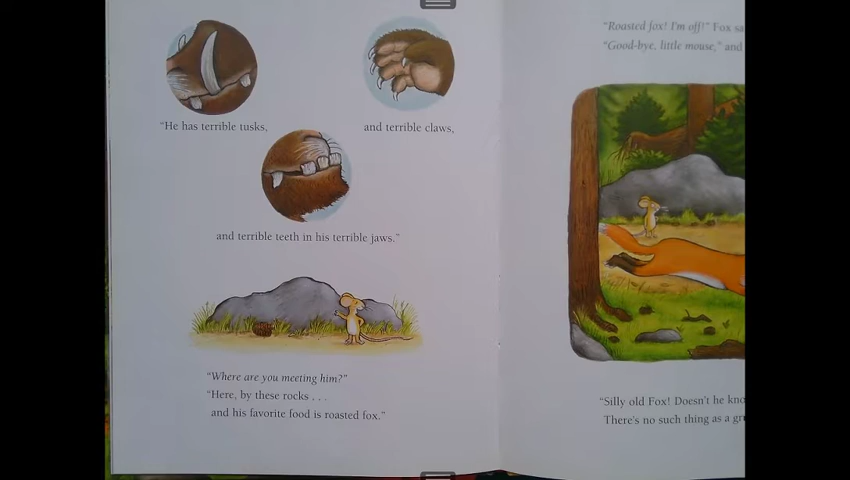 "He has terrible tusks,
and terrible claws,
and terrible teeth in his terrible jaws."
"Where are you meeting him?"
"Here, by these rocks . . .
and his favorite food is roasted fox."
"Roasted fox! I'm off!" Fox
"Good-bye, little mouse," and
"Silly old Fox! Doesn't he
There's no such thing as a